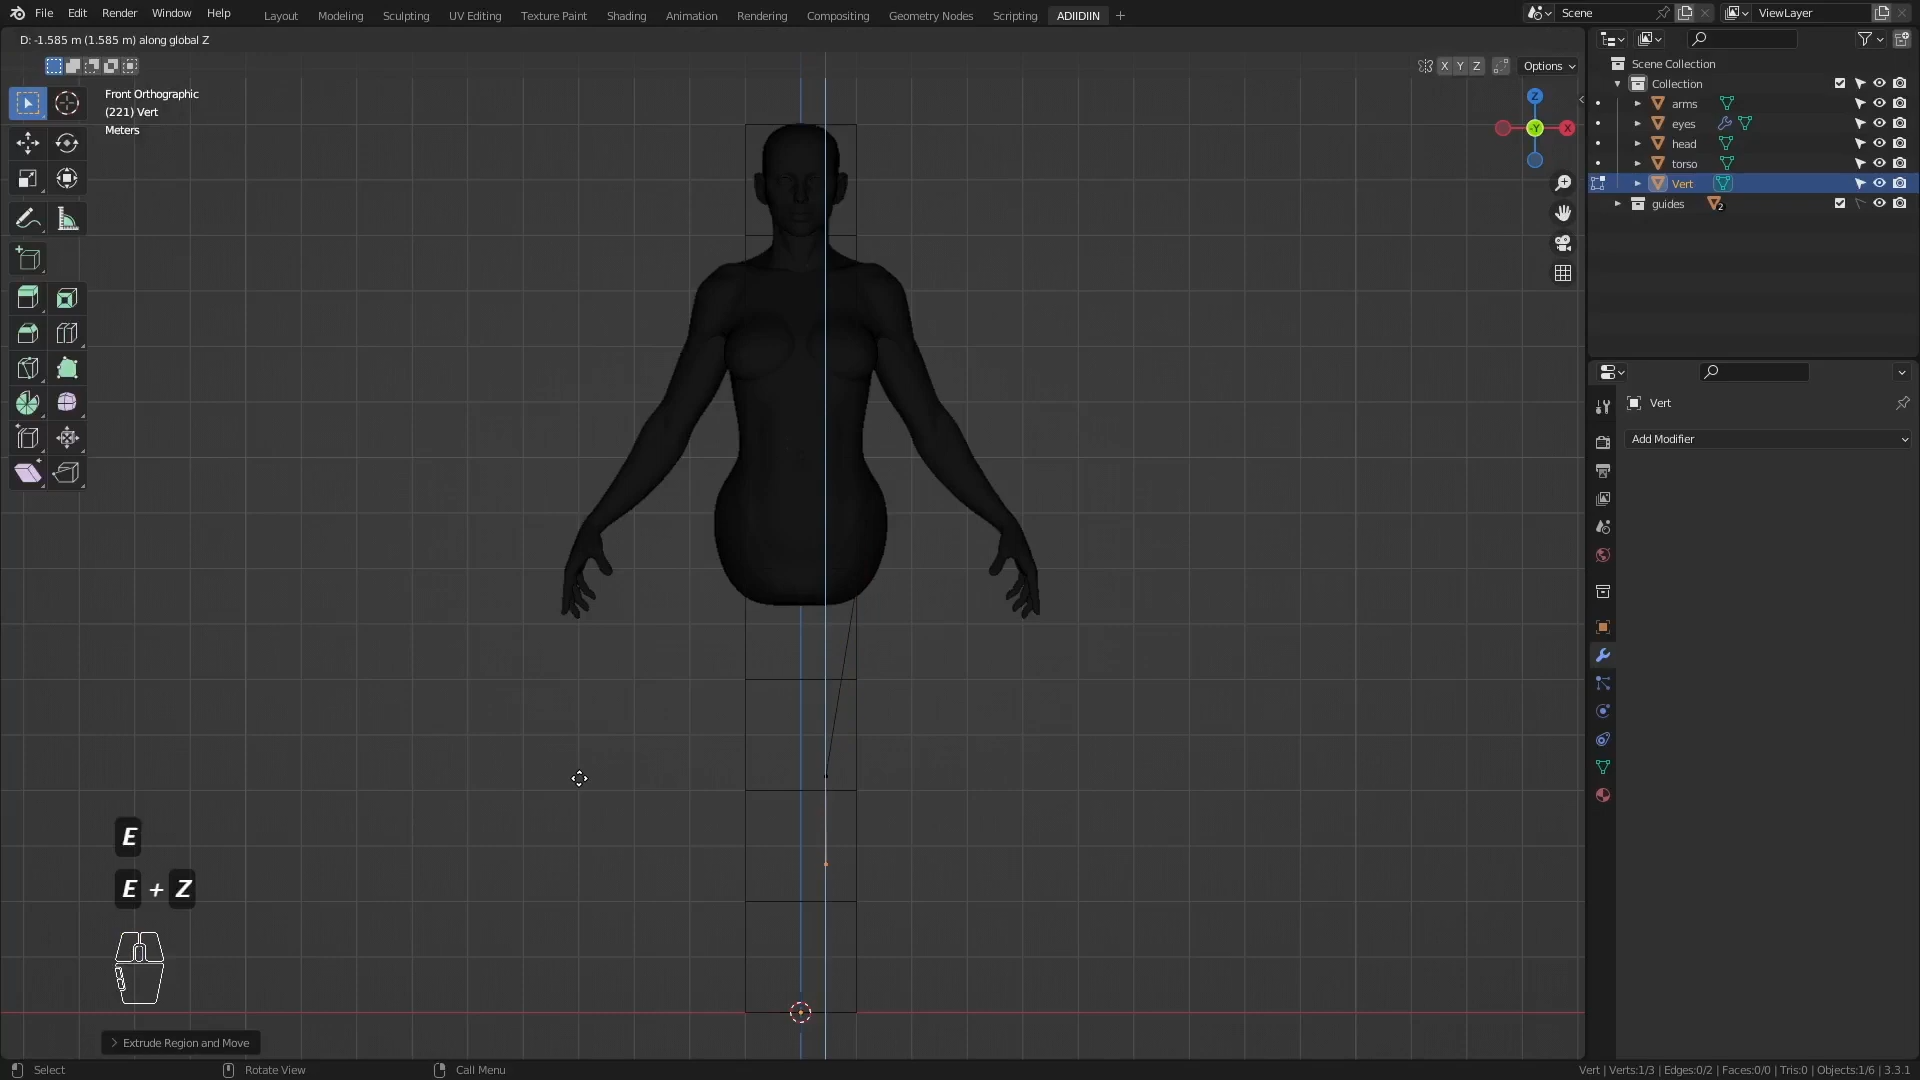 File Edit Render Window Help Layout Modeling Sculpting UV Editing Texture Paint Shading Animation Rendering Compositing Geometry Nodes Scripting ADIIDIIN + Scene ViewLayer
D: -1.585 m (1.585 m) along global Z
X Y Z Options
Front Orthographic
(221) Vert
Meters
Z
-Y
X
Scene Collection
Collection
arms
eyes
head
torso
Vert
guides 2
Vert
Add Modifier
E
E + Z
Extrude Region and Move
Select Rotate View Call Menu Vert | Verts:1/3 | Edges:0/2 | Faces:0/0 | Tris:0 | Objects:1/6 | 3.3.1